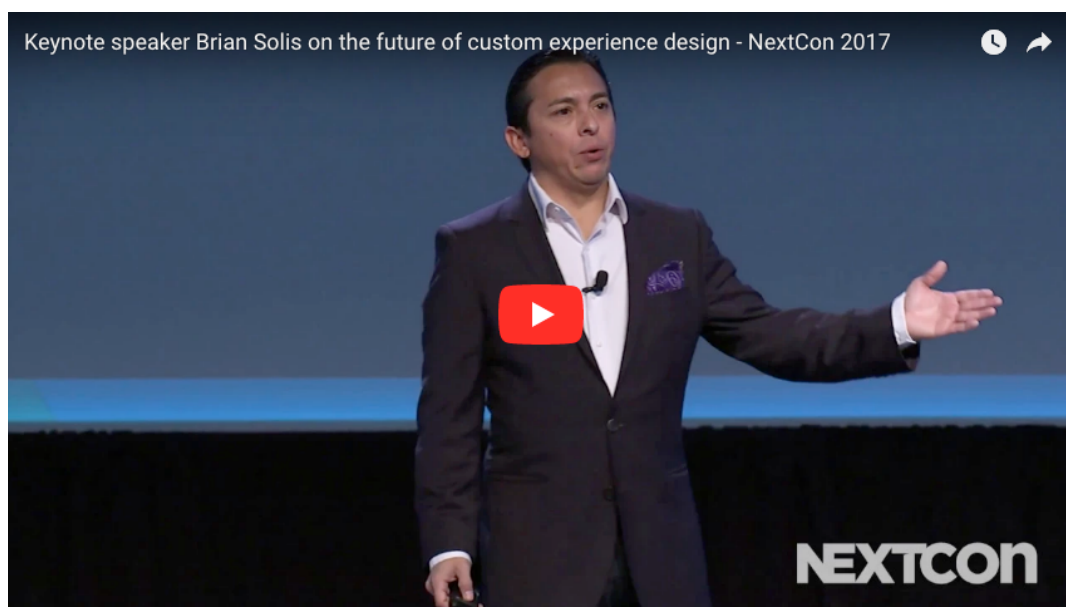 Keynote speaker Brian Solis on the future of custom experience design - NextCon 2017
NEXTCON